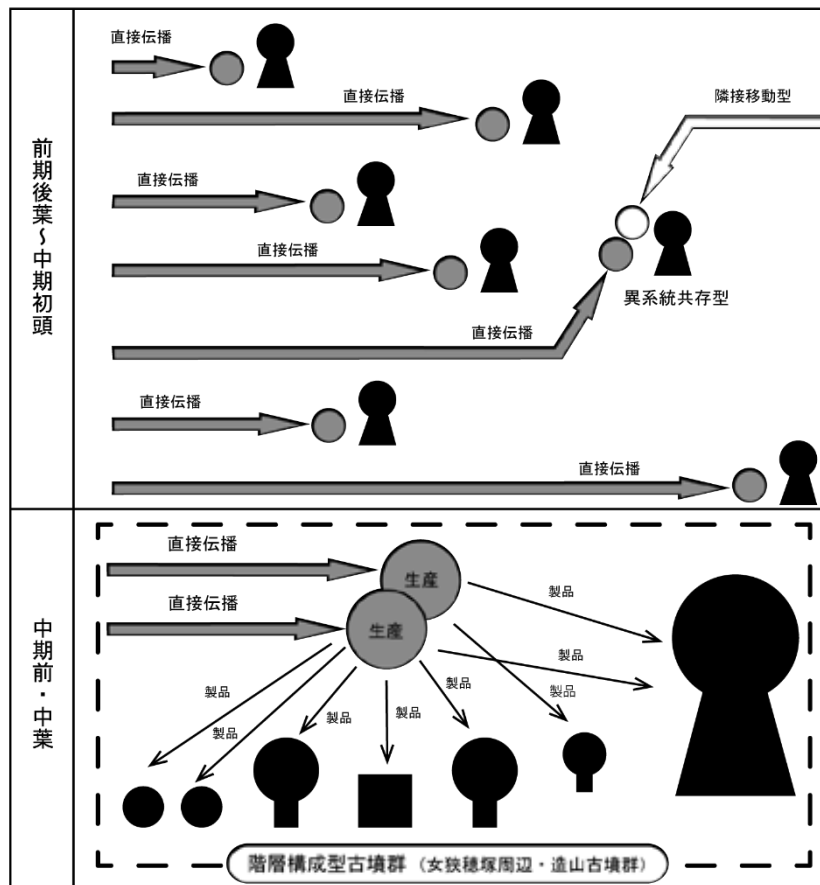 前期後葉～中期初頭
直接伝播
直接伝播
隣接移動型
直接伝播
直接伝播
異系統共存型
直接伝播
直接伝播
直接伝播
中期前・中葉
直接伝播
生産
直接伝播
生産
製品
製品
製品
製品
製品
製品
製品
製品
階層構成型古墳群（女狭穂塚周辺・造山古墳群）